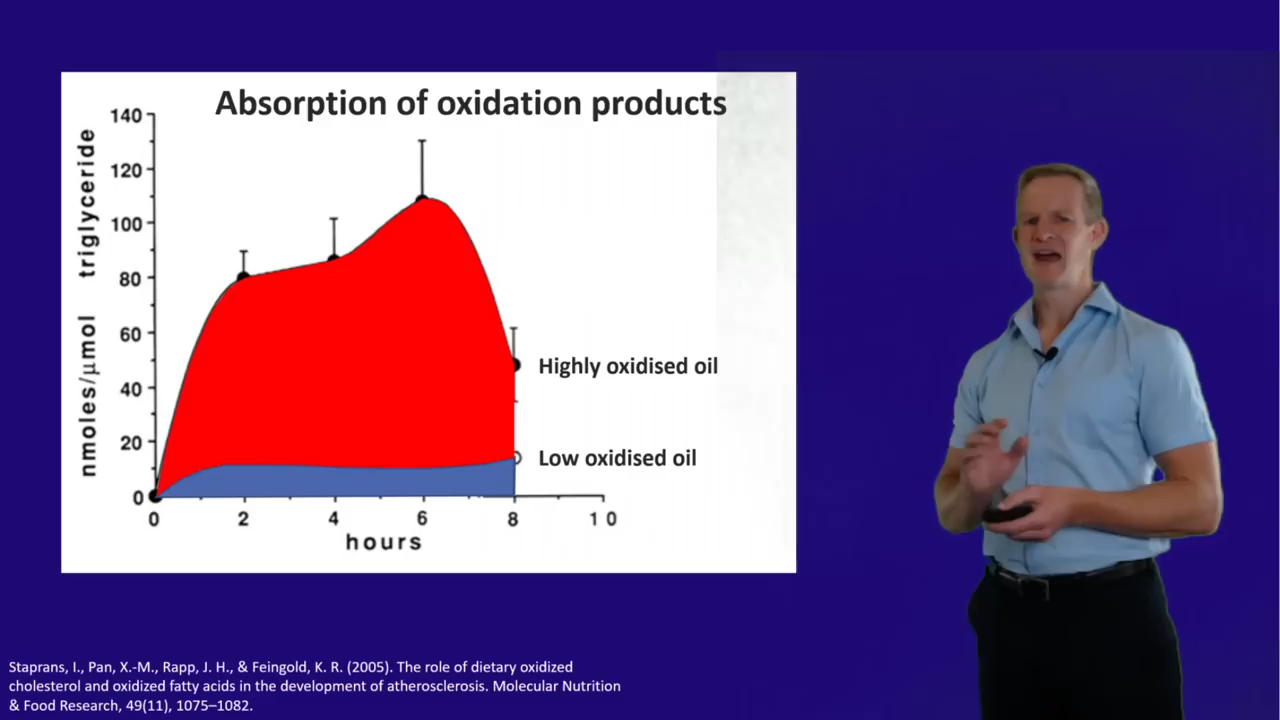 Absorption of oxidation products
nmoles/μmol triglyceride
140
120
100
80
60
40
20
0
0 2 4 6 8 10
hours
Highly oxidised oil
Low oxidised oil
Staprans, I., Pan, X.-M., Rapp, J. H., & Feingold, K. R. (2005). The role of dietary oxidized
cholesterol and oxidized fatty acids in the development of atherosclerosis. Molecular Nutrition
& Food Research, 49(11), 1075–1082.